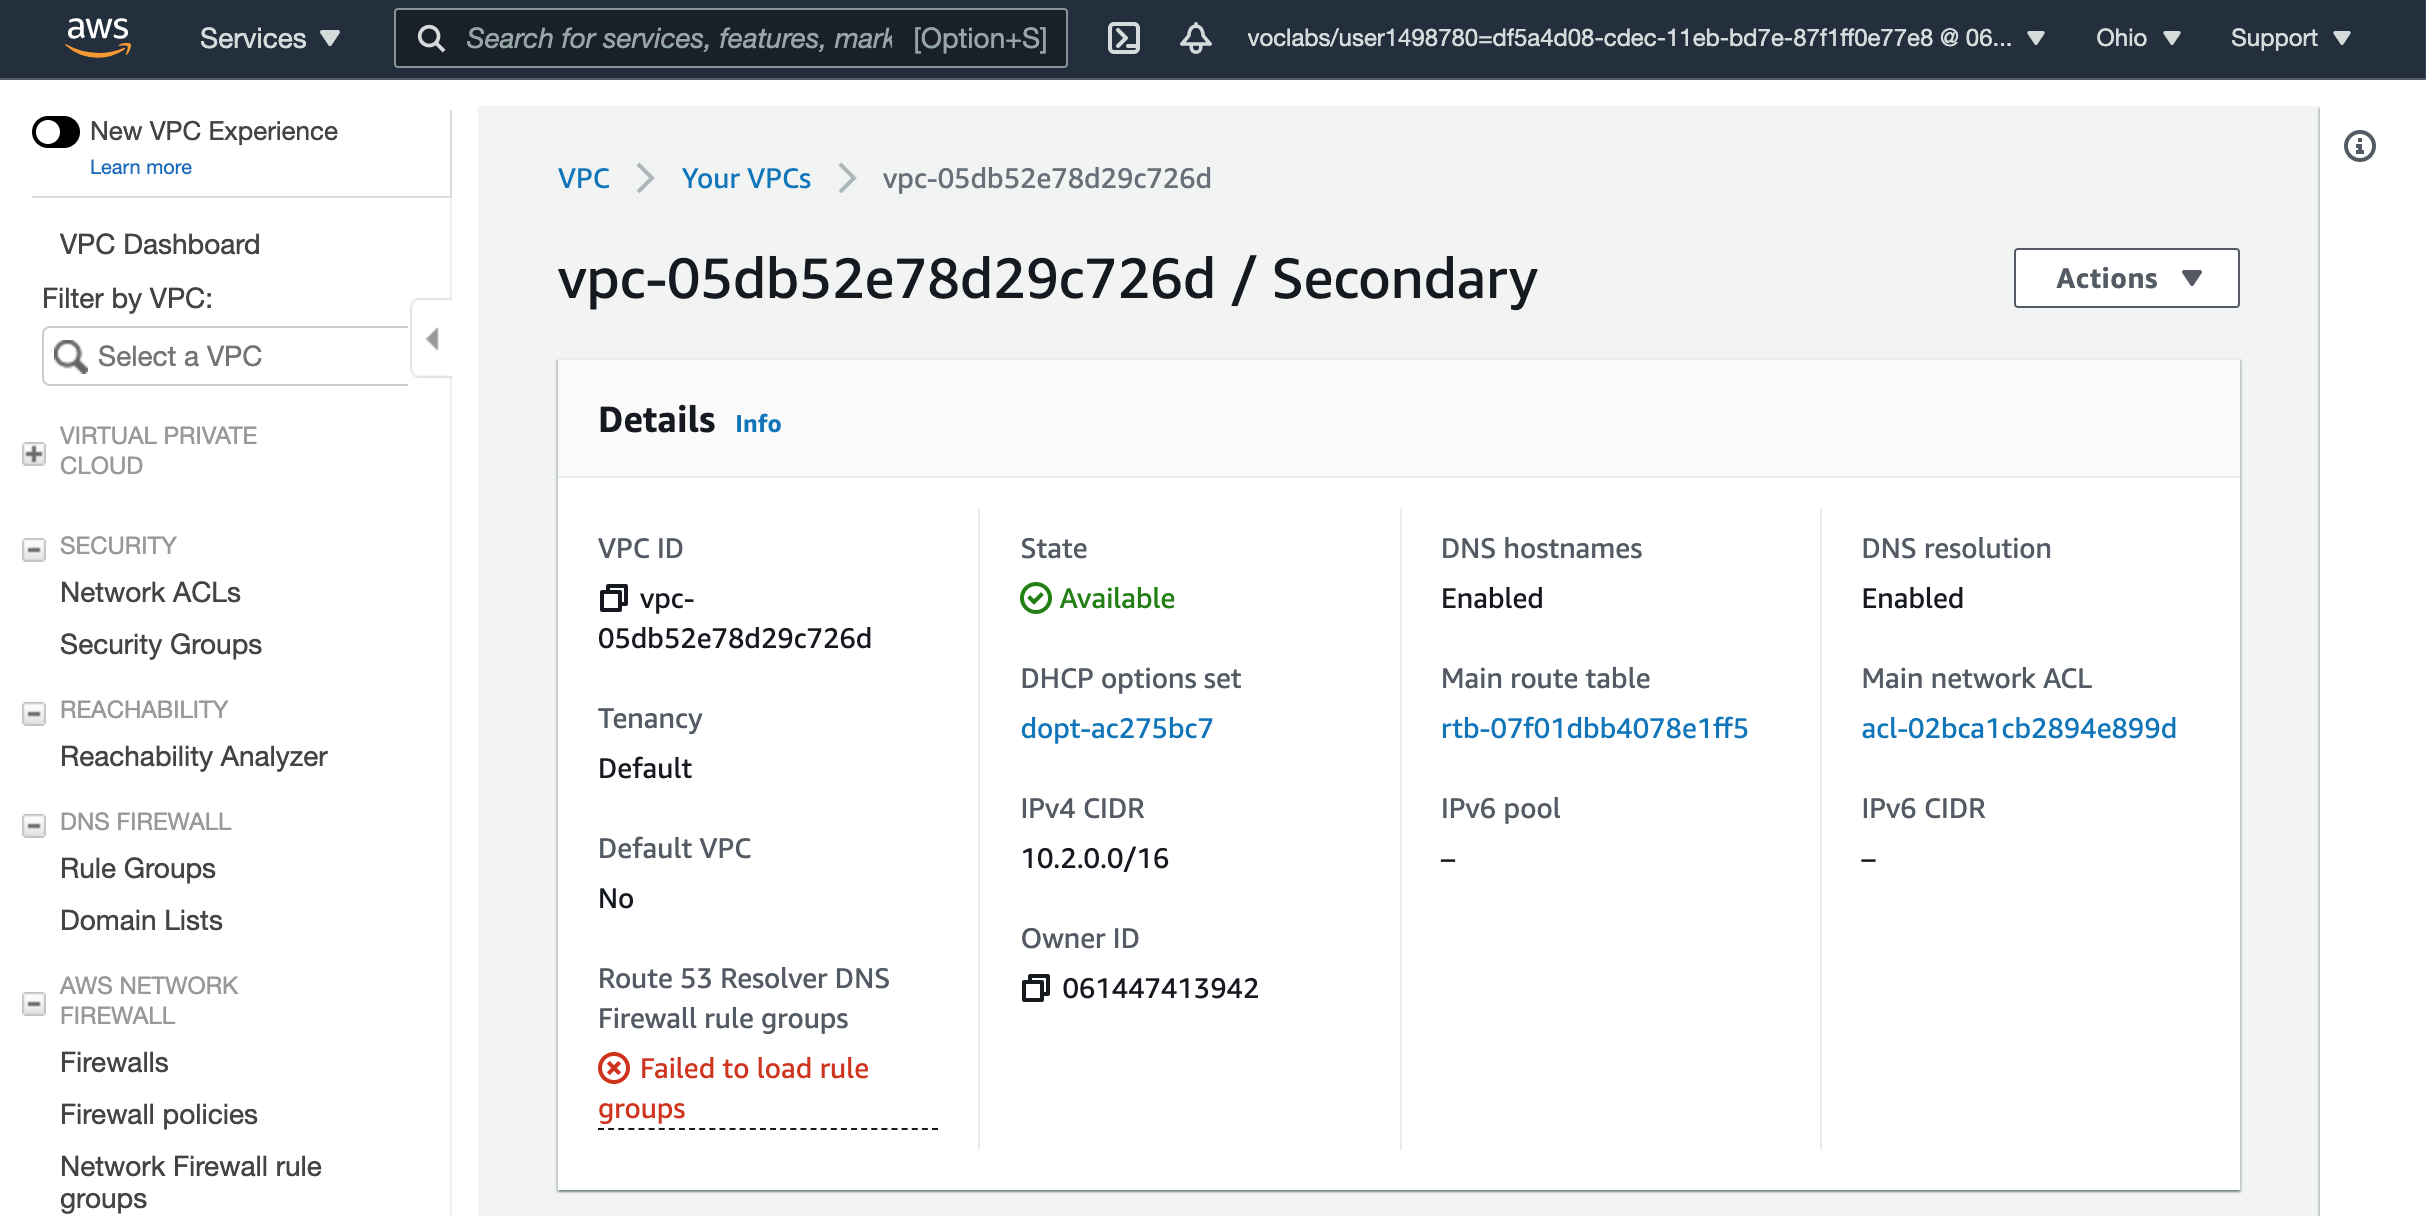 aws
Services
Search for services, features, mark [Option+S]
voclabs/user1498780=df5a4d08-cdec-11eb-bd7e-87f1ff0e77e8 @ 06...
Ohio
Support
New VPC Experience
Learn more
VPC Dashboard
Filter by VPC:
Select a VPC
VIRTUAL PRIVATE
CLOUD
SECURITY
Network ACLs
Security Groups
REACHABILITY
Reachability Analyzer
DNS FIREWALL
Rule Groups
Domain Lists
AWS NETWORK
FIREWALL
Firewalls
Firewall policies
Network Firewall rule
groups
VPC
Your VPCs
vpc-05db52e78d29c726d
vpc-05db52e78d29c726d / Secondary
Actions
Details Info
VPC ID
vpc-
05db52e78d29c726d
Tenancy
Default
Default VPC
No
Route 53 Resolver DNS
Firewall rule groups
Failed to load rule
groups
State
Available
DHCP options set
dopt-ac275bc7
IPv4 CIDR
10.2.0.0/16
Owner ID
061447413942
DNS hostnames
Enabled
Main route table
rtb-07f01dbb4078e1ff5
IPv6 pool
–
DNS resolution
Enabled
Main network ACL
acl-02bca1cb2894e899d
IPv6 CIDR
–